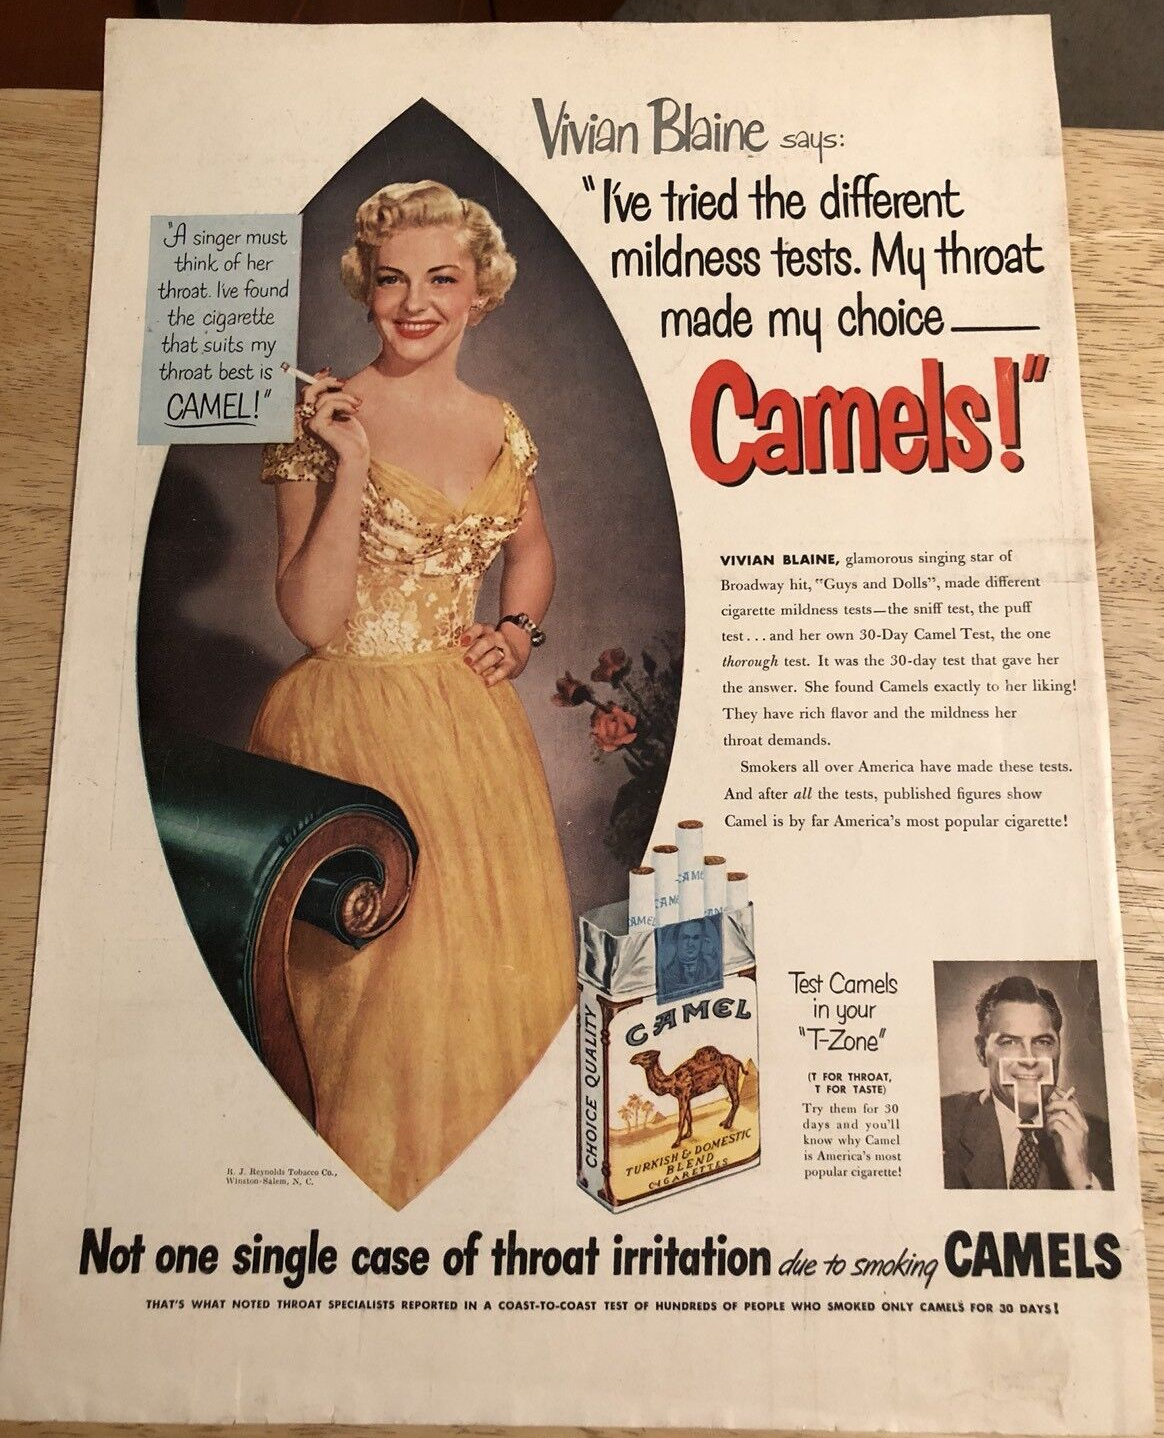 Vivian Blaine says:
"I've tried the different
mildness tests. My throat
made my choice—
Camels!"
"A singer must
think of her
throat. I've found
the cigarette
that suits my
throat best is
CAMEL!"
VIVIAN BLAINE, glamorous singing star of
Broadway hit, "Guys and Dolls", made different
cigarette mildness tests—the sniff test, the puff
test...and her own 30-Day Camel Test, the one
thorough test. It was the 30-day test that gave her
the answer. She found Camels exactly to her liking!
They have rich flavor and the mildness her
throat demands.
Smokers all over America have made these tests.
And after all the tests, published figures show
Camel is by far America's most popular cigarette!
CAMEL
CAMEL
CHOICE QUALITY
TURKISH & DOMESTIC
BLEND
CIGARETTES
Test Camels
in your
"T-Zone"
(T FOR THROAT,
T FOR TASTE)
Try them for 30
days and you'll
know why Camel
is America's most
popular cigarette!
T
R. J. Reynolds Tobacco Co.,
Winston-Salem, N. C.
Not one single case of throat irritation due to smoking CAMELS
THAT'S WHAT NOTED THROAT SPECIALISTS REPORTED IN A COAST-TO-COAST TEST OF HUNDREDS OF PEOPLE WHO SMOKED ONLY CAMELS FOR 30 DAYS!